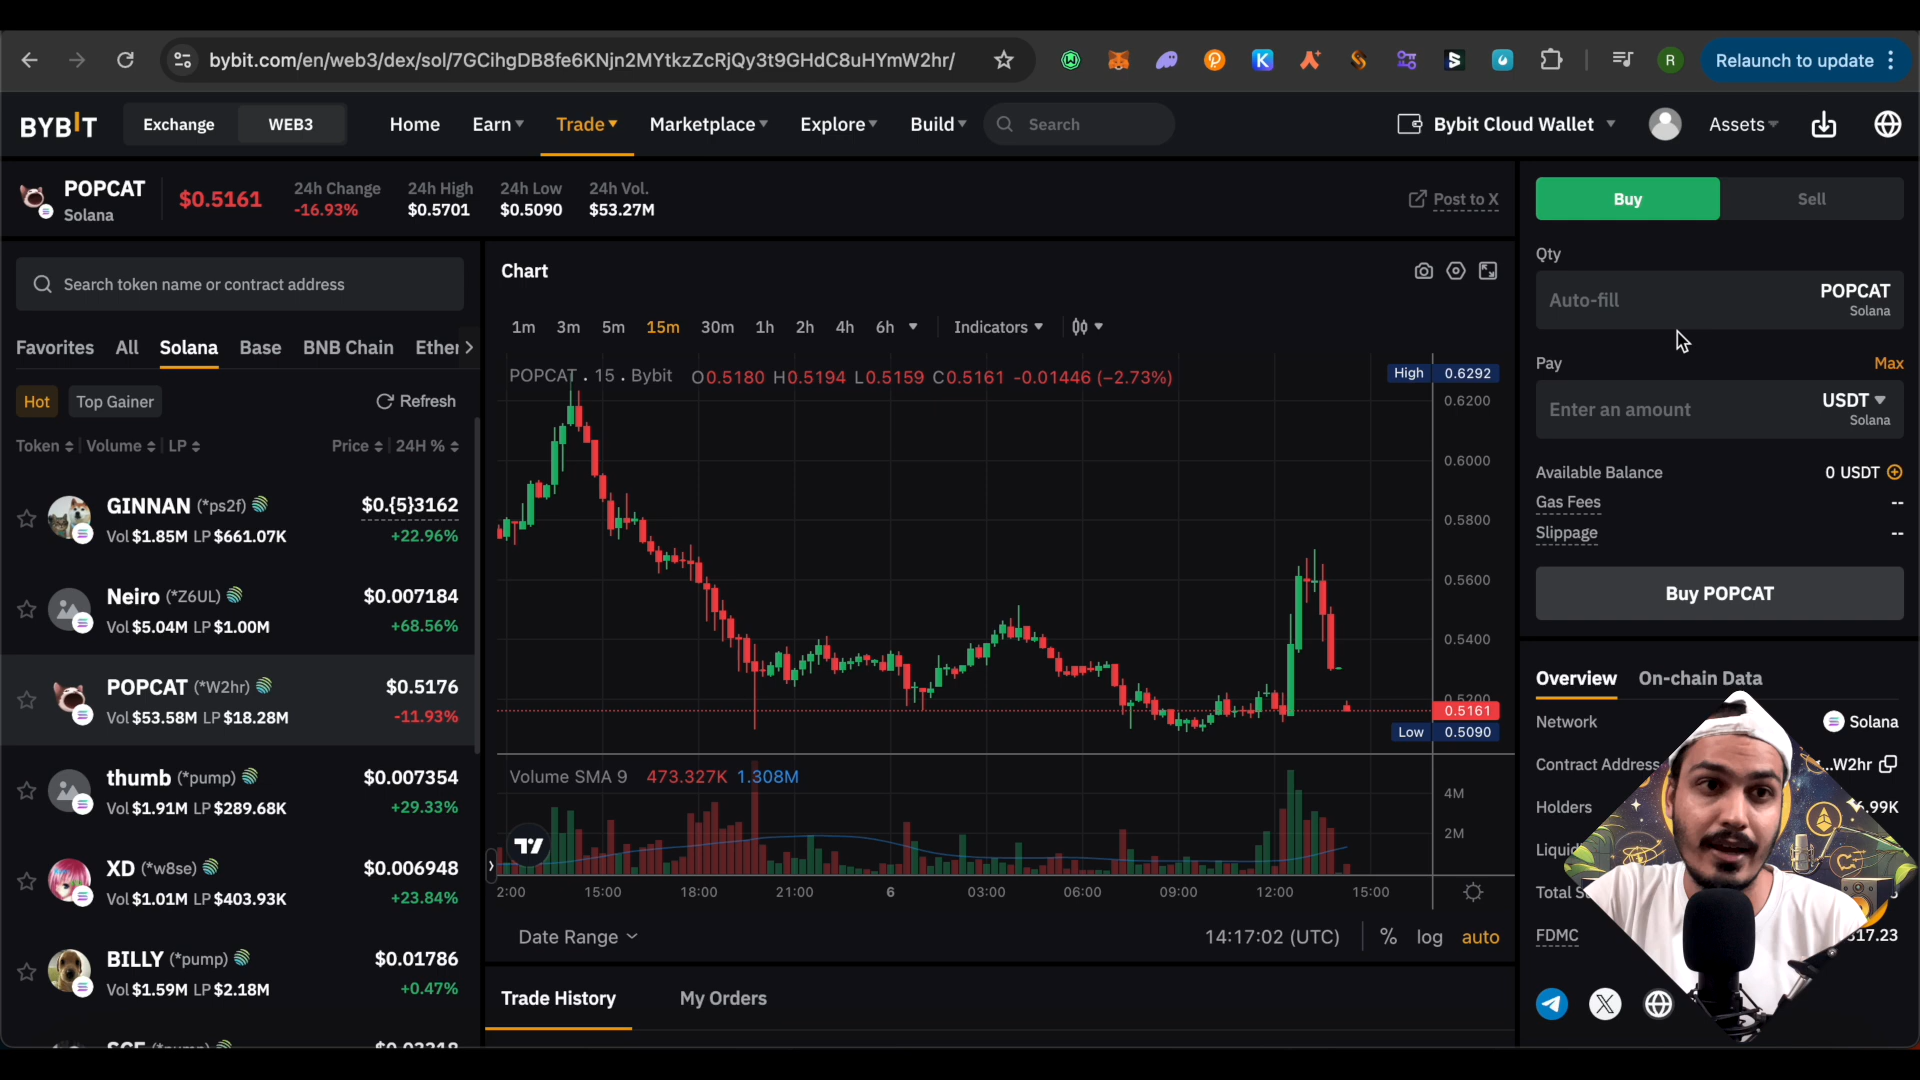 bybit.com/en/web3/dex/sol/7GCihgDB8fe6KNjn2MYtkzZcRjQy3t9GHdC8uHYmW2hr/
R
Relaunch to update
BYBIT
Exchange
WEB3
Home
Earn
Trade
Marketplace
Explore
Build
Search
Bybit Cloud Wallet
Assets
POPCAT
Solana
$0.5161
24h Change
-16.93%
24h High
$0.5701
24h Low
$0.5090
24h Vol.
$53.27M
Post to X
Search token name or contract address
Favorites
All
Solana
Base
BNB Chain
Ether
Hot
Top Gainer
Refresh
Token
Volume
LP
Price
24H %
GINNAN (*ps2f)
$0.{5}3162
Vol $1.85M LP $661.07K
+22.96%
Neiro (*Z6UL)
$0.007184
Vol $5.04M LP $1.00M
+68.56%
POPCAT (*W2hr)
$0.5176
Vol $53.58M LP $18.28M
-11.93%
thumb (*pump)
$0.007354
Vol $1.91M LP $289.68K
+29.33%
XD (*w8se)
$0.006948
Vol $1.01M LP $403.93K
+23.84%
BILLY (*pump)
$0.01786
Vol $1.59M LP $2.18M
+0.47%
Chart
1m
3m
5m
15m
30m
1h
2h
4h
6h
Indicators
POPCAT . 15 . Bybit O0.5180 H0.5194 L0.5159 C0.5161 -0.01446 (−2.73%)
High 0.6292
0.6200
0.6000
0.5800
0.5600
0.5400
0.5200
0.5161
Low 0.5090
Volume SMA 9 473.327K 1.308M
4M
2M
2:00
15:00
18:00
21:00
6
03:00
06:00
09:00
12:00
15:00
Date Range
14:17:02 (UTC)
%
log
auto
Trade History
My Orders
Buy
Sell
Qty
Auto-fill
POPCAT
Solana
Pay
Max
Enter an amount
USDT
Solana
Available Balance
0 USDT
Gas Fees
--
Slippage
--
Buy POPCAT
Overview
On-chain Data
Network
Solana
Contract Address
...W2hr
Holders
6.99K
Liquid
Total S
FDMC
317.23